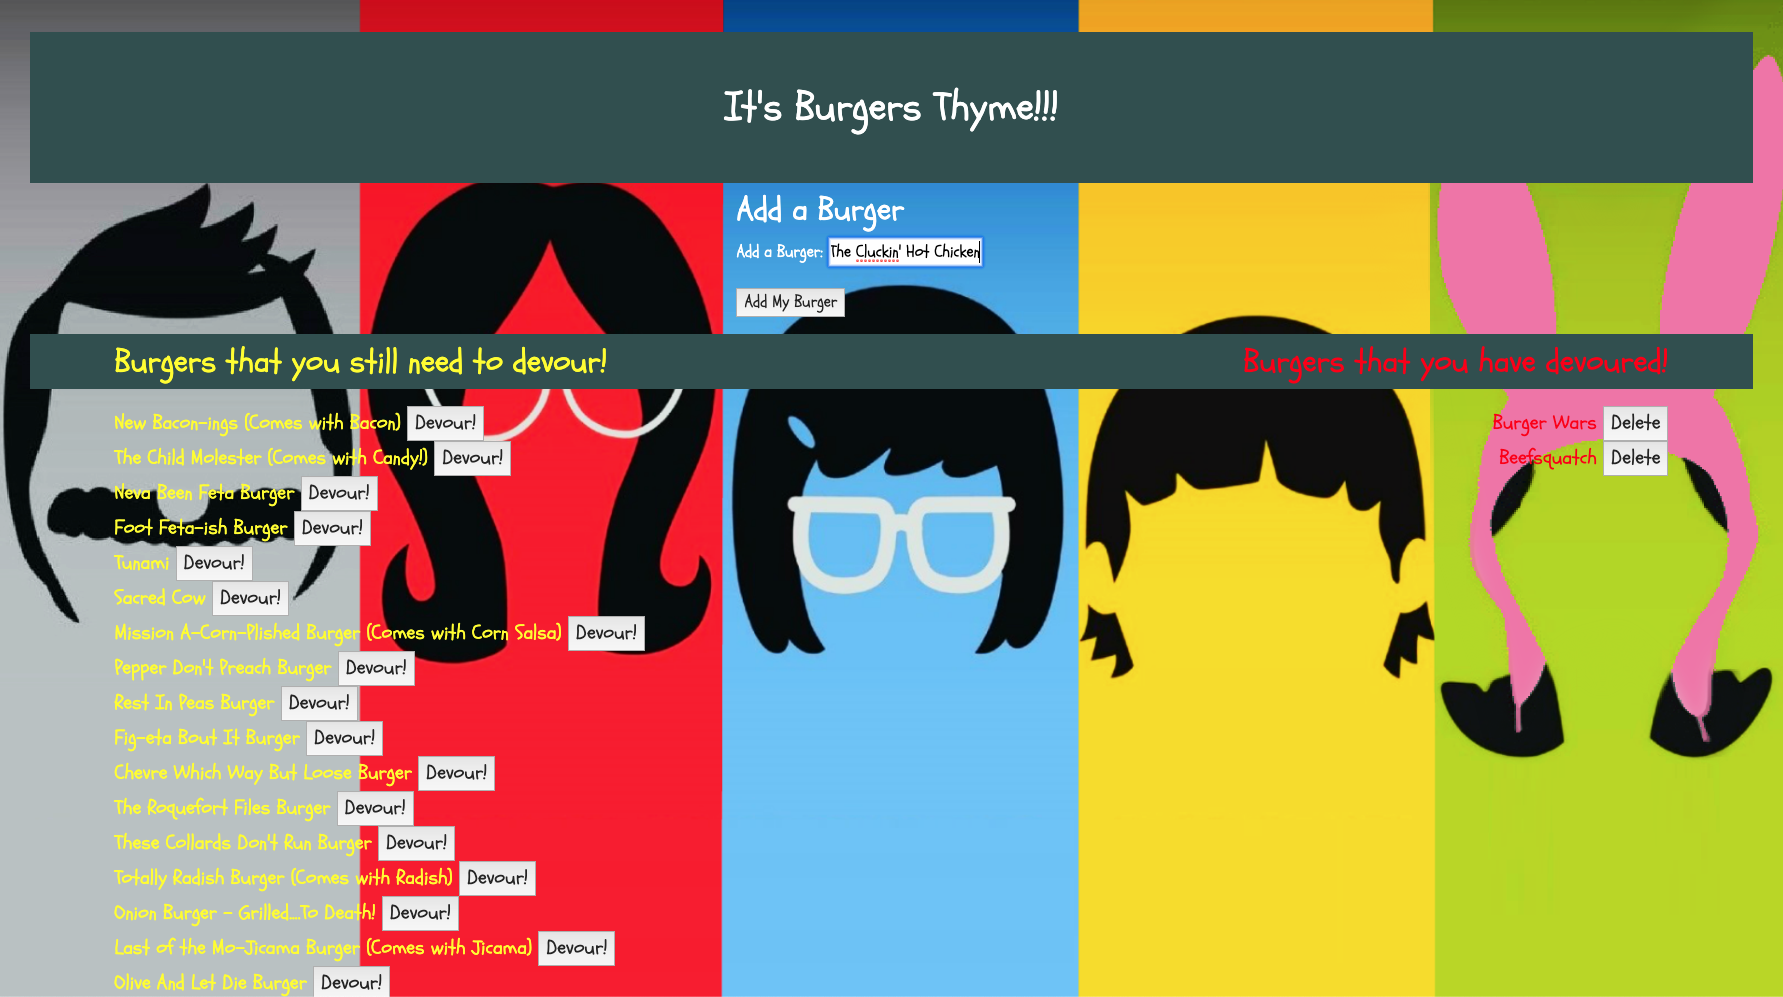 It's Burgers Thyme!!!
Add a Burger
Add a Burger: The Cluckin' Hot Chicken
Add My Burger
Burgers that you still need to devour!
Burgers that you have devoured!
New Bacon-ings (Comes with Bacon) Devour!
The Child Molester (Comes with Candy!) Devour!
Neva Been Feta Burger Devour!
Foot Feta-ish Burger Devour!
Tunami Devour!
Sacred Cow Devour!
Mission A-Corn-Plished Burger (Comes with Corn Salsa) Devour!
Pepper Don't Preach Burger Devour!
Rest In Peas Burger Devour!
Fig-eta Bout It Burger Devour!
Chevre Which Way But Loose Burger Devour!
The Roquefort Files Burger Devour!
These Collards Don't Run Burger Devour!
Totally Radish Burger (Comes with Radish) Devour!
Onion Burger - Grilled....To Death! Devour!
Last of the Mo-Jicama Burger (Comes with Jicama) Devour!
Olive And Let Die Burger Devour!
Burger Wars Delete
Beefsquatch Delete